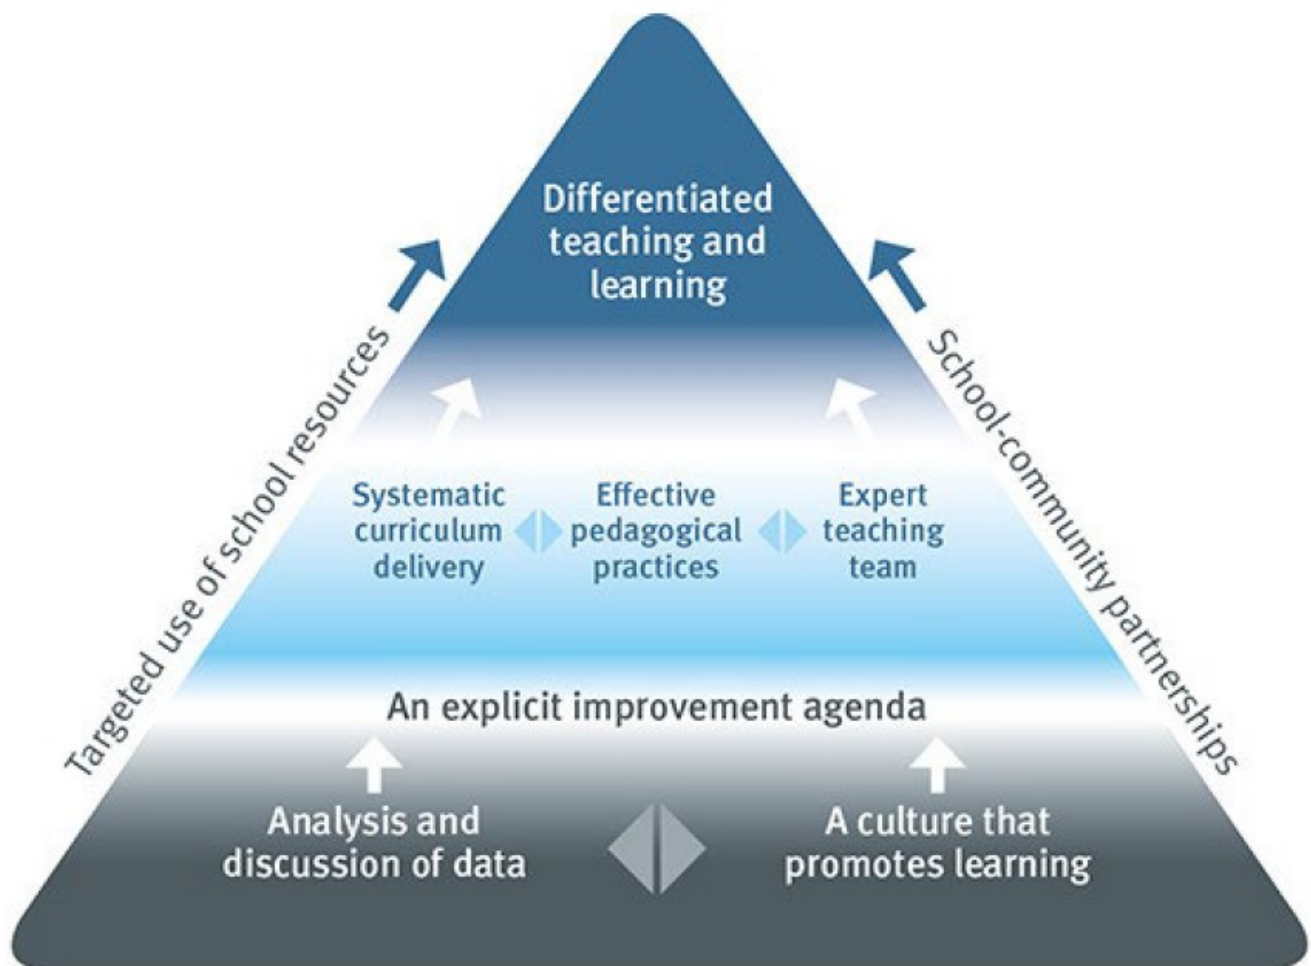 Differentiated
teaching and
learning
Targeted use of school resources
School-community partnerships
Systematic
curriculum
delivery
Effective
pedagogical
practices
Expert
teaching
team
An explicit improvement agenda
Analysis and
discussion of data
A culture that
promotes learning